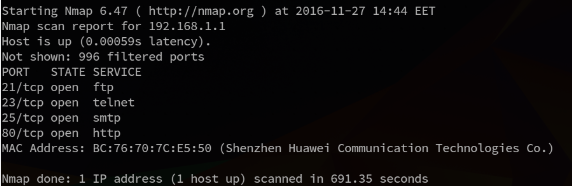 Starting Nmap 6.47 ( http://nmap.org ) at 2016-11-27 14:44 EET
Nmap scan report for 192.168.1.1
Host is up (0.00059s latency).
Not shown: 996 filtered ports
PORT   STATE SERVICE
21/tcp open  ftp
23/tcp open  telnet
25/tcp open  smtp
80/tcp open  http
MAC Address: BC:76:70:7C:E5:50 (Shenzhen Huawei Communication Technologies Co.)
Nmap done: 1 IP address (1 host up) scanned in 691.35 seconds